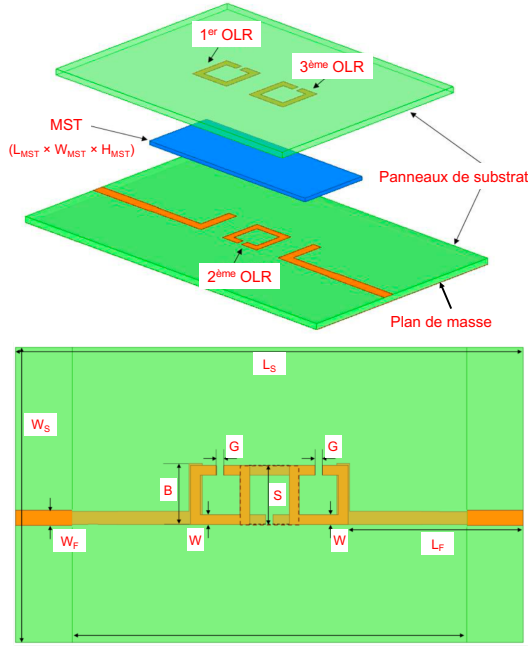 1er OLR
3ème OLR
MST
(LMST × WMST × HMST)
Panneaux de substrat
2ème OLR
Plan de masse
LS
WS
G
G
B
S
WF
W
W
LF